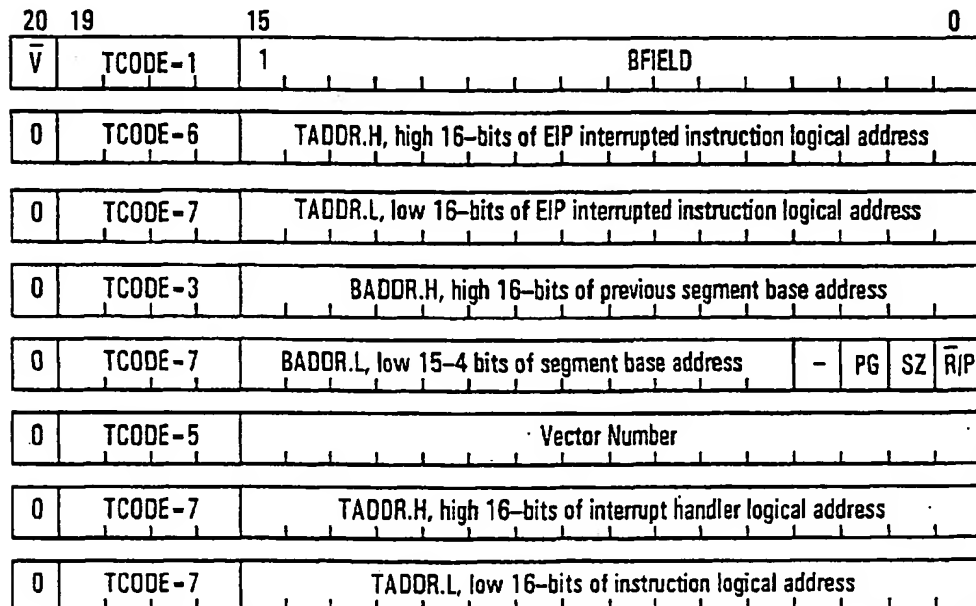 20 19 15 0
V̅ TCODE-1 1 BFIELD
0 TCODE-6 TADDR.H, high 16-bits of EIP interrupted instruction logical address
0 TCODE-7 TADDR.L, low 16-bits of EIP interrupted instruction logical address
0 TCODE-3 BADDR.H, high 16-bits of previous segment base address
0 TCODE-7 BADDR.L, low 15-4 bits of segment base address - PG SZ R̅/P
0 TCODE-5 Vector Number
0 TCODE-7 TADDR.H, high 16-bits of interrupt handler logical address
0 TCODE-7 TADDR.L, low 16-bits of instruction logical address